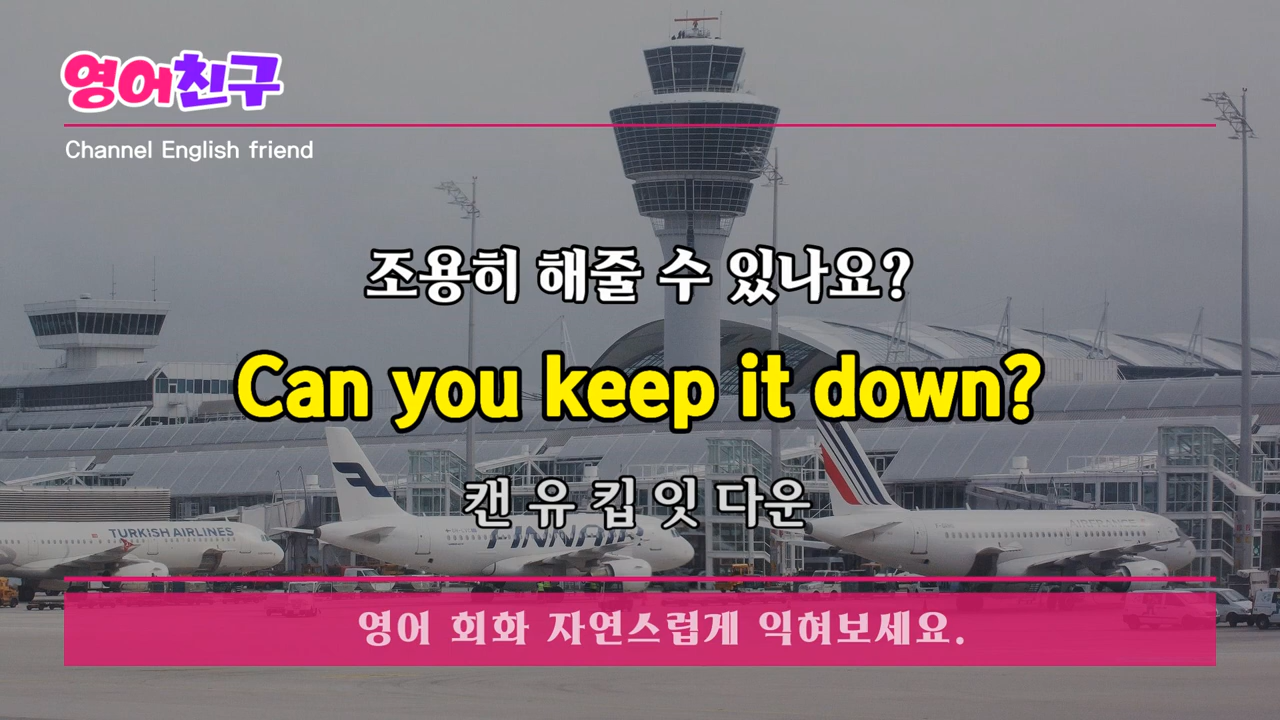 영어친구
Channel English friend
조용히 해줄 수 있나요?
Can you keep it down?
캔 유 킵 잇 다운
TURKISH AIRLINES
FINNAIR
AIRFRANCE
영어 회화 자연스럽게 익혀보세요.